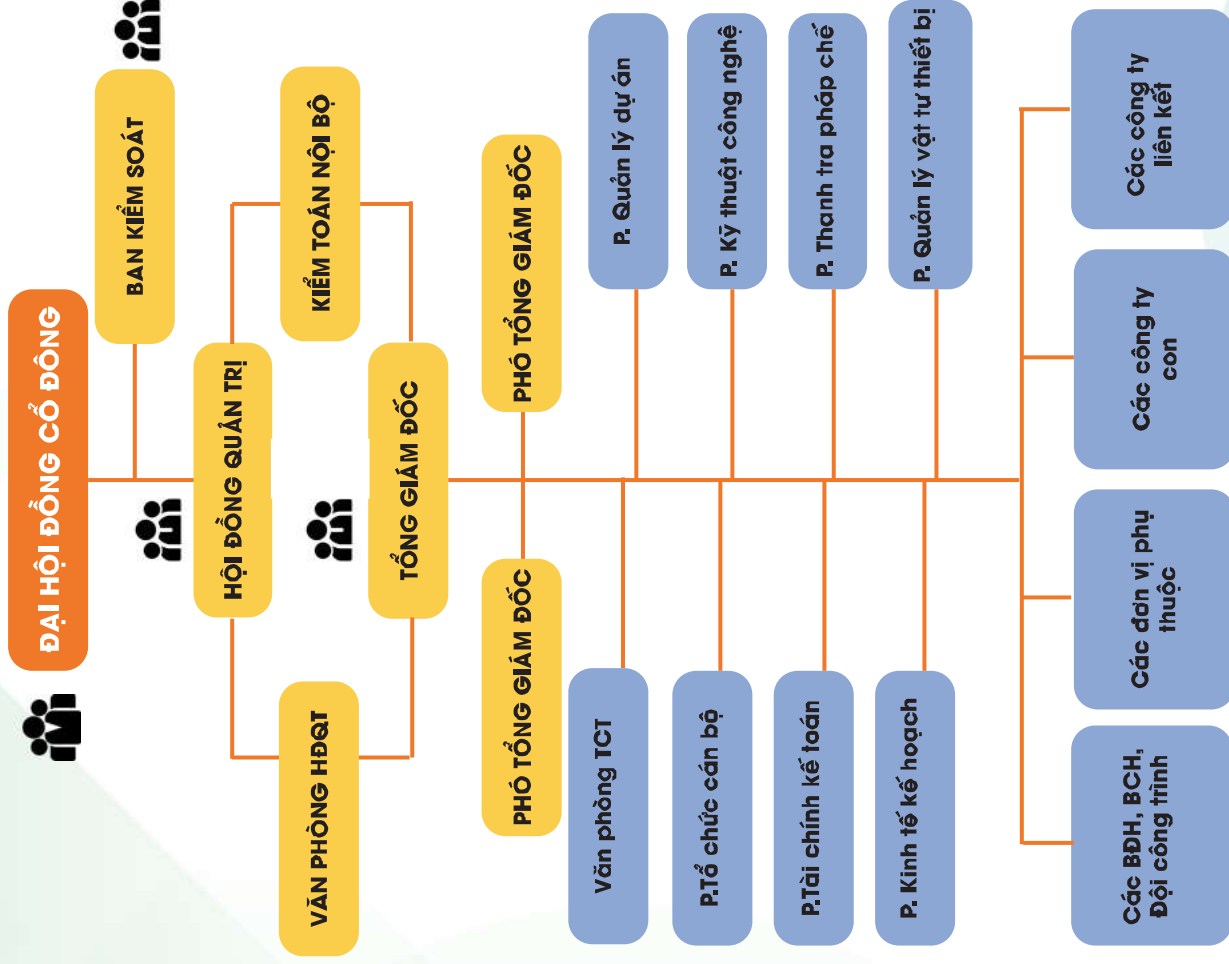 ĐẠI HỘI ĐỒNG CỔ ĐÔNG
BAN KIỂM SOÁT
HỘI ĐỒNG QUẢN TRỊ
VĂN PHÒNG HĐQT
KIỂM TOÁN NỘI BỘ
TỔNG GIÁM ĐỐC
PHÓ TỔNG GIÁM ĐỐC
PHÓ TỔNG GIÁM ĐỐC
Văn phòng TCT
P.Tổ chức cán bộ
P.Tài chính kế toán
P. Kinh tế kế hoạch
P. Quản lý dự án
P. Kỹ thuật công nghệ
P. Thanh tra pháp chế
P. Quản lý vật tư thiết bị
Các BĐH, BCH,
Đội công trình
Các đơn vị phụ
thuộc
Các công ty
con
Các công ty
liên kết